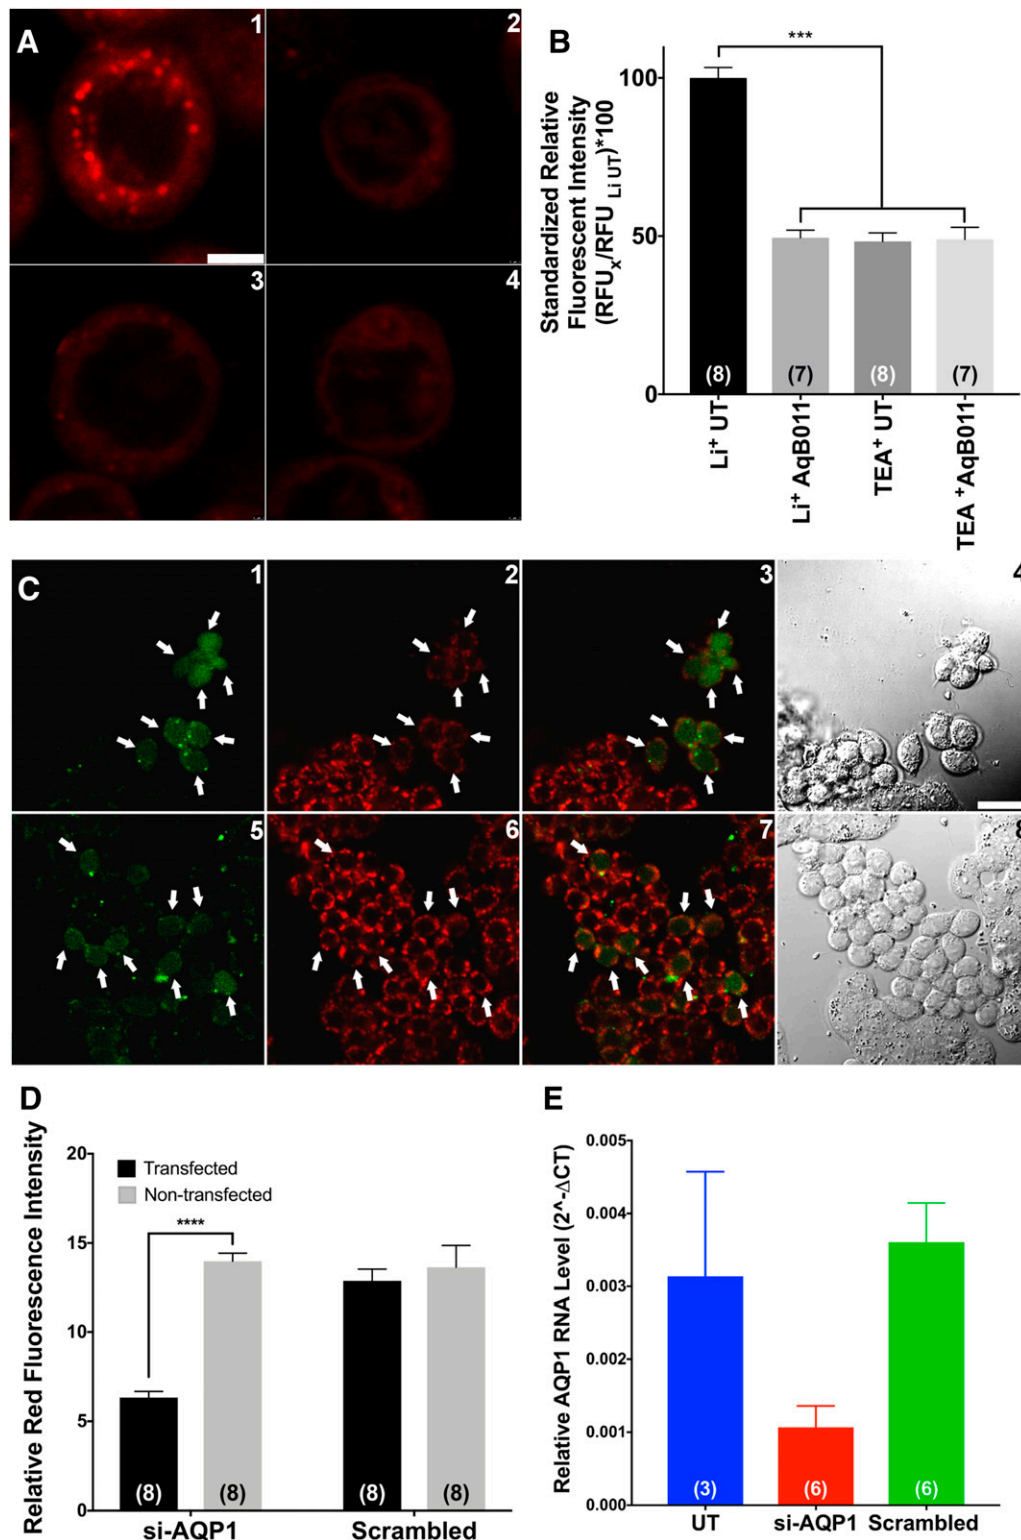 A
1
2
3
4
B
***
Standardized Relative
Fluorescent Intensity
(RFUx/RFU Li UT)*100
100
50
0
(8)
(7)
(8)
(7)
Li+ UT
Li+ AqB011
TEA+ UT
TEA +AqB011
C
1
2
3
4
5
6
7
8
D
Relative Red Fluorescence Intensity
20
15
10
5
0
Transfected
Non-transfected
****
(8)
(8)
(8)
(8)
si-AQP1
Scrambled
E
Relative AQP1 RNA Level (2^-ΔCT)
0.005
0.004
0.003
0.002
0.001
0.000
(3)
(6)
(6)
UT
si-AQP1
Scrambled